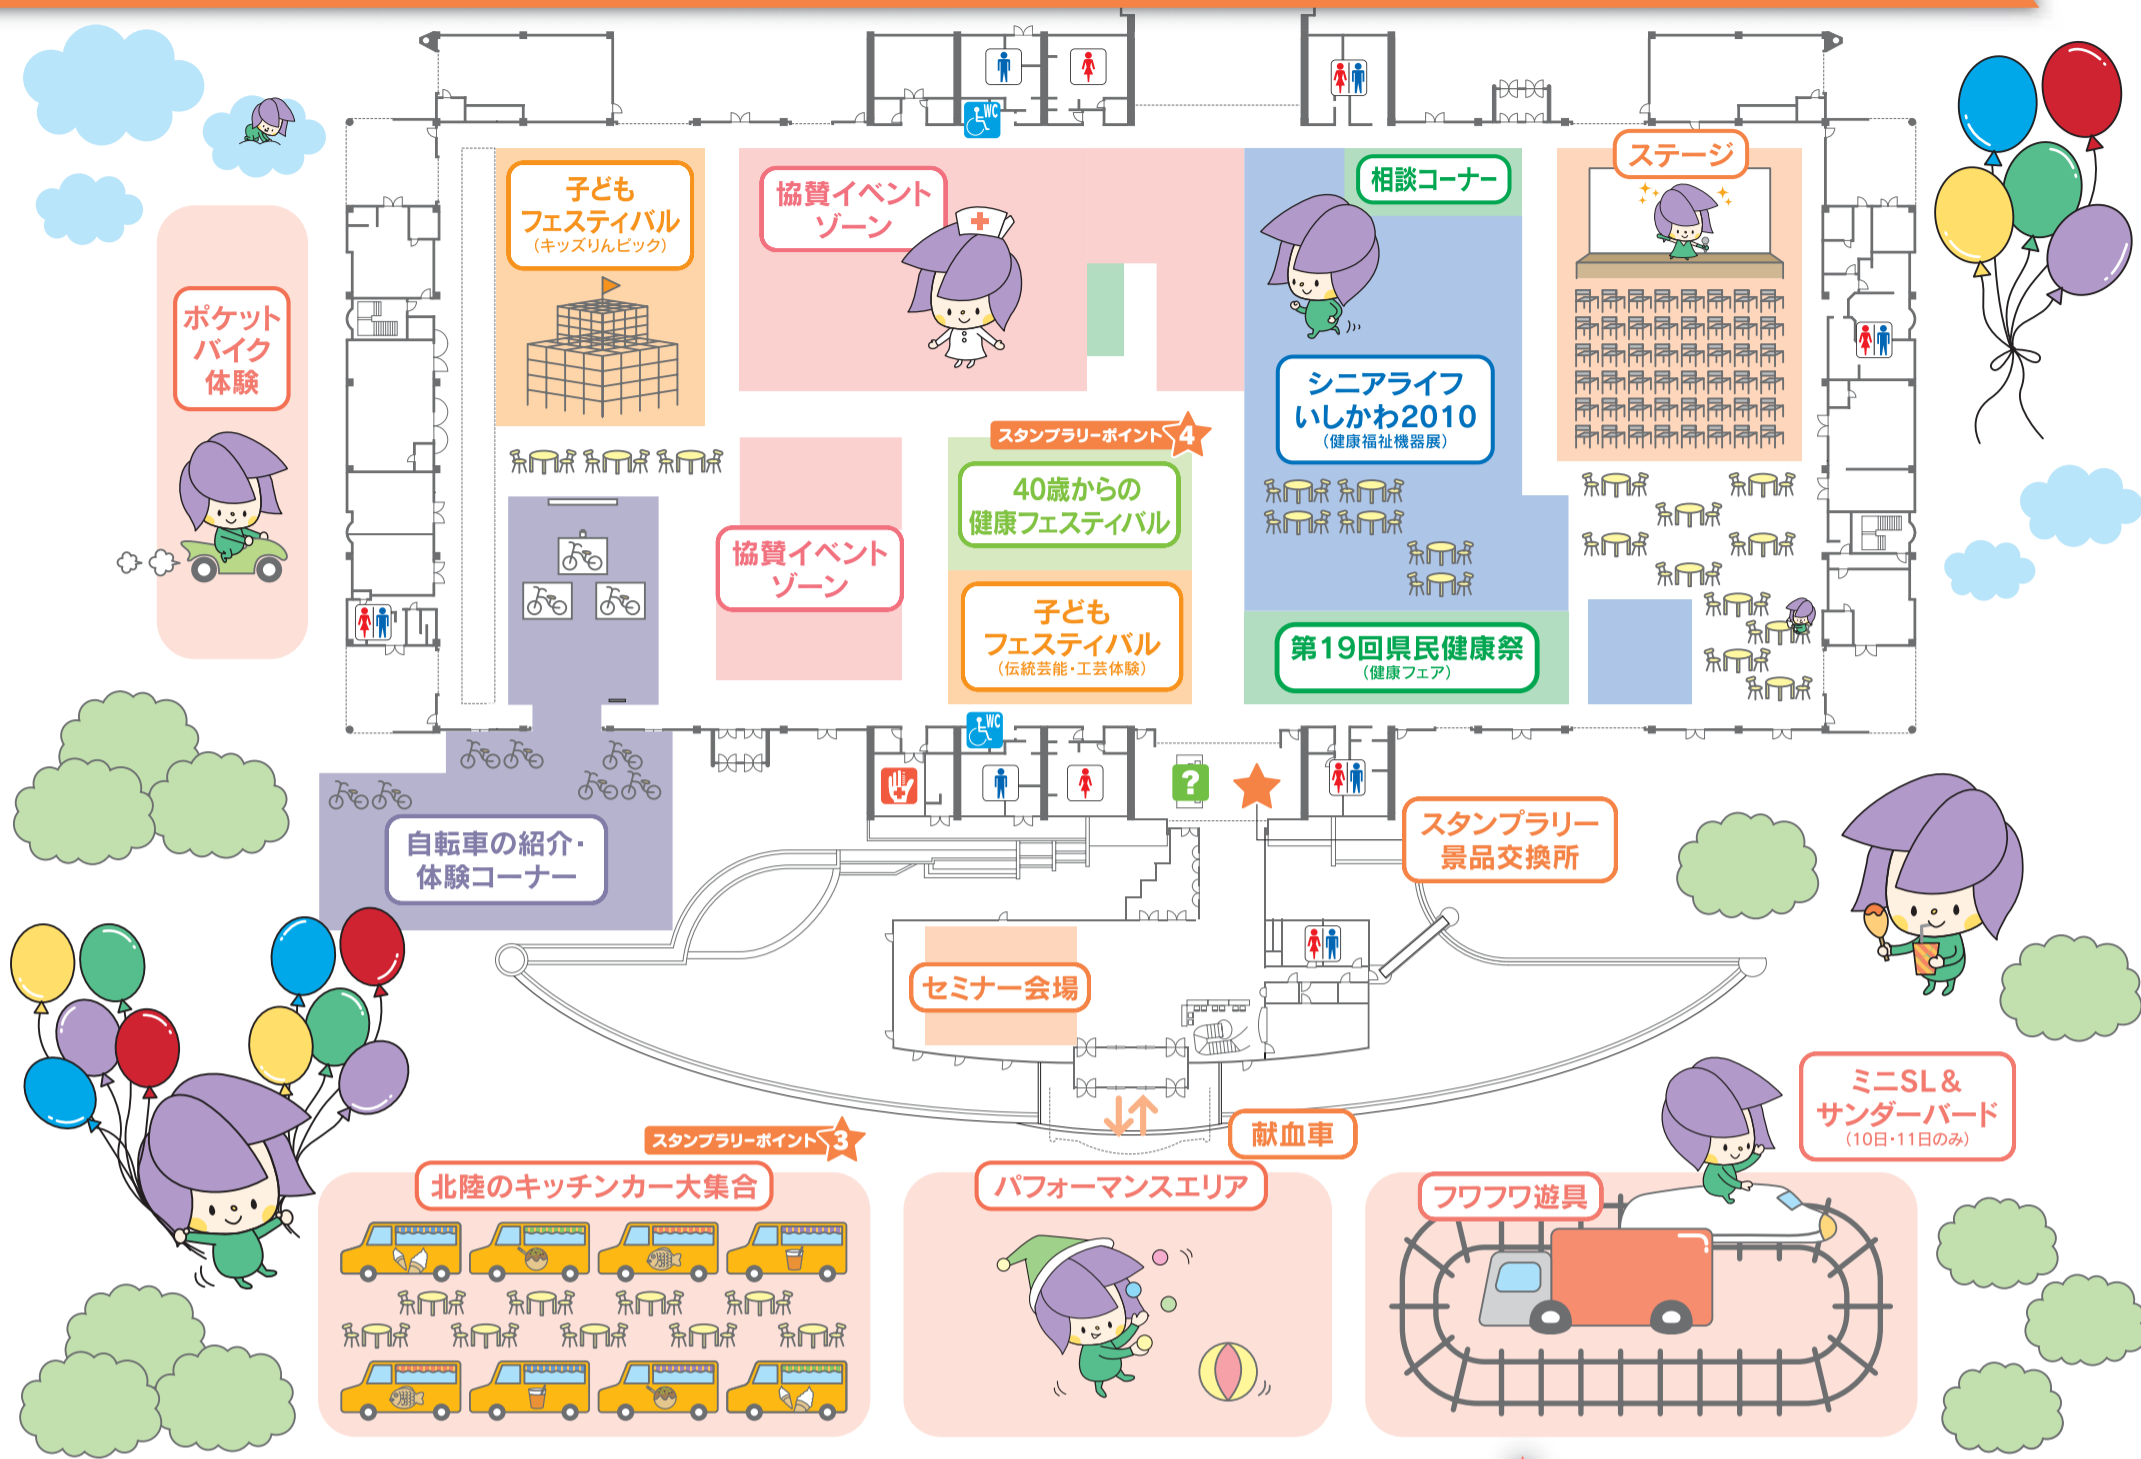 WC
子ども
フェスティバル
(キッズりんピック)
協賛イベント
ゾーン
相談コーナー
ステージ
ポケット
バイク
体験
シニアライフ
いしかわ2010
(健康福祉機器展)
スタンプラリーポイント 4
40歳からの
健康フェスティバル
協賛イベント
ゾーン
子ども
フェスティバル
(伝統芸能・工芸体験)
第19回県民健康祭
(健康フェア)
WC
?
自転車の紹介・
体験コーナー
スタンプラリー
景品交換所
セミナー会場
ミニSL&
サンダーバード
(10日・11日のみ)
献血車
スタンプラリーポイント 3
北陸のキッチンカー大集合
パフォーマンスエリア
フワフワ遊具